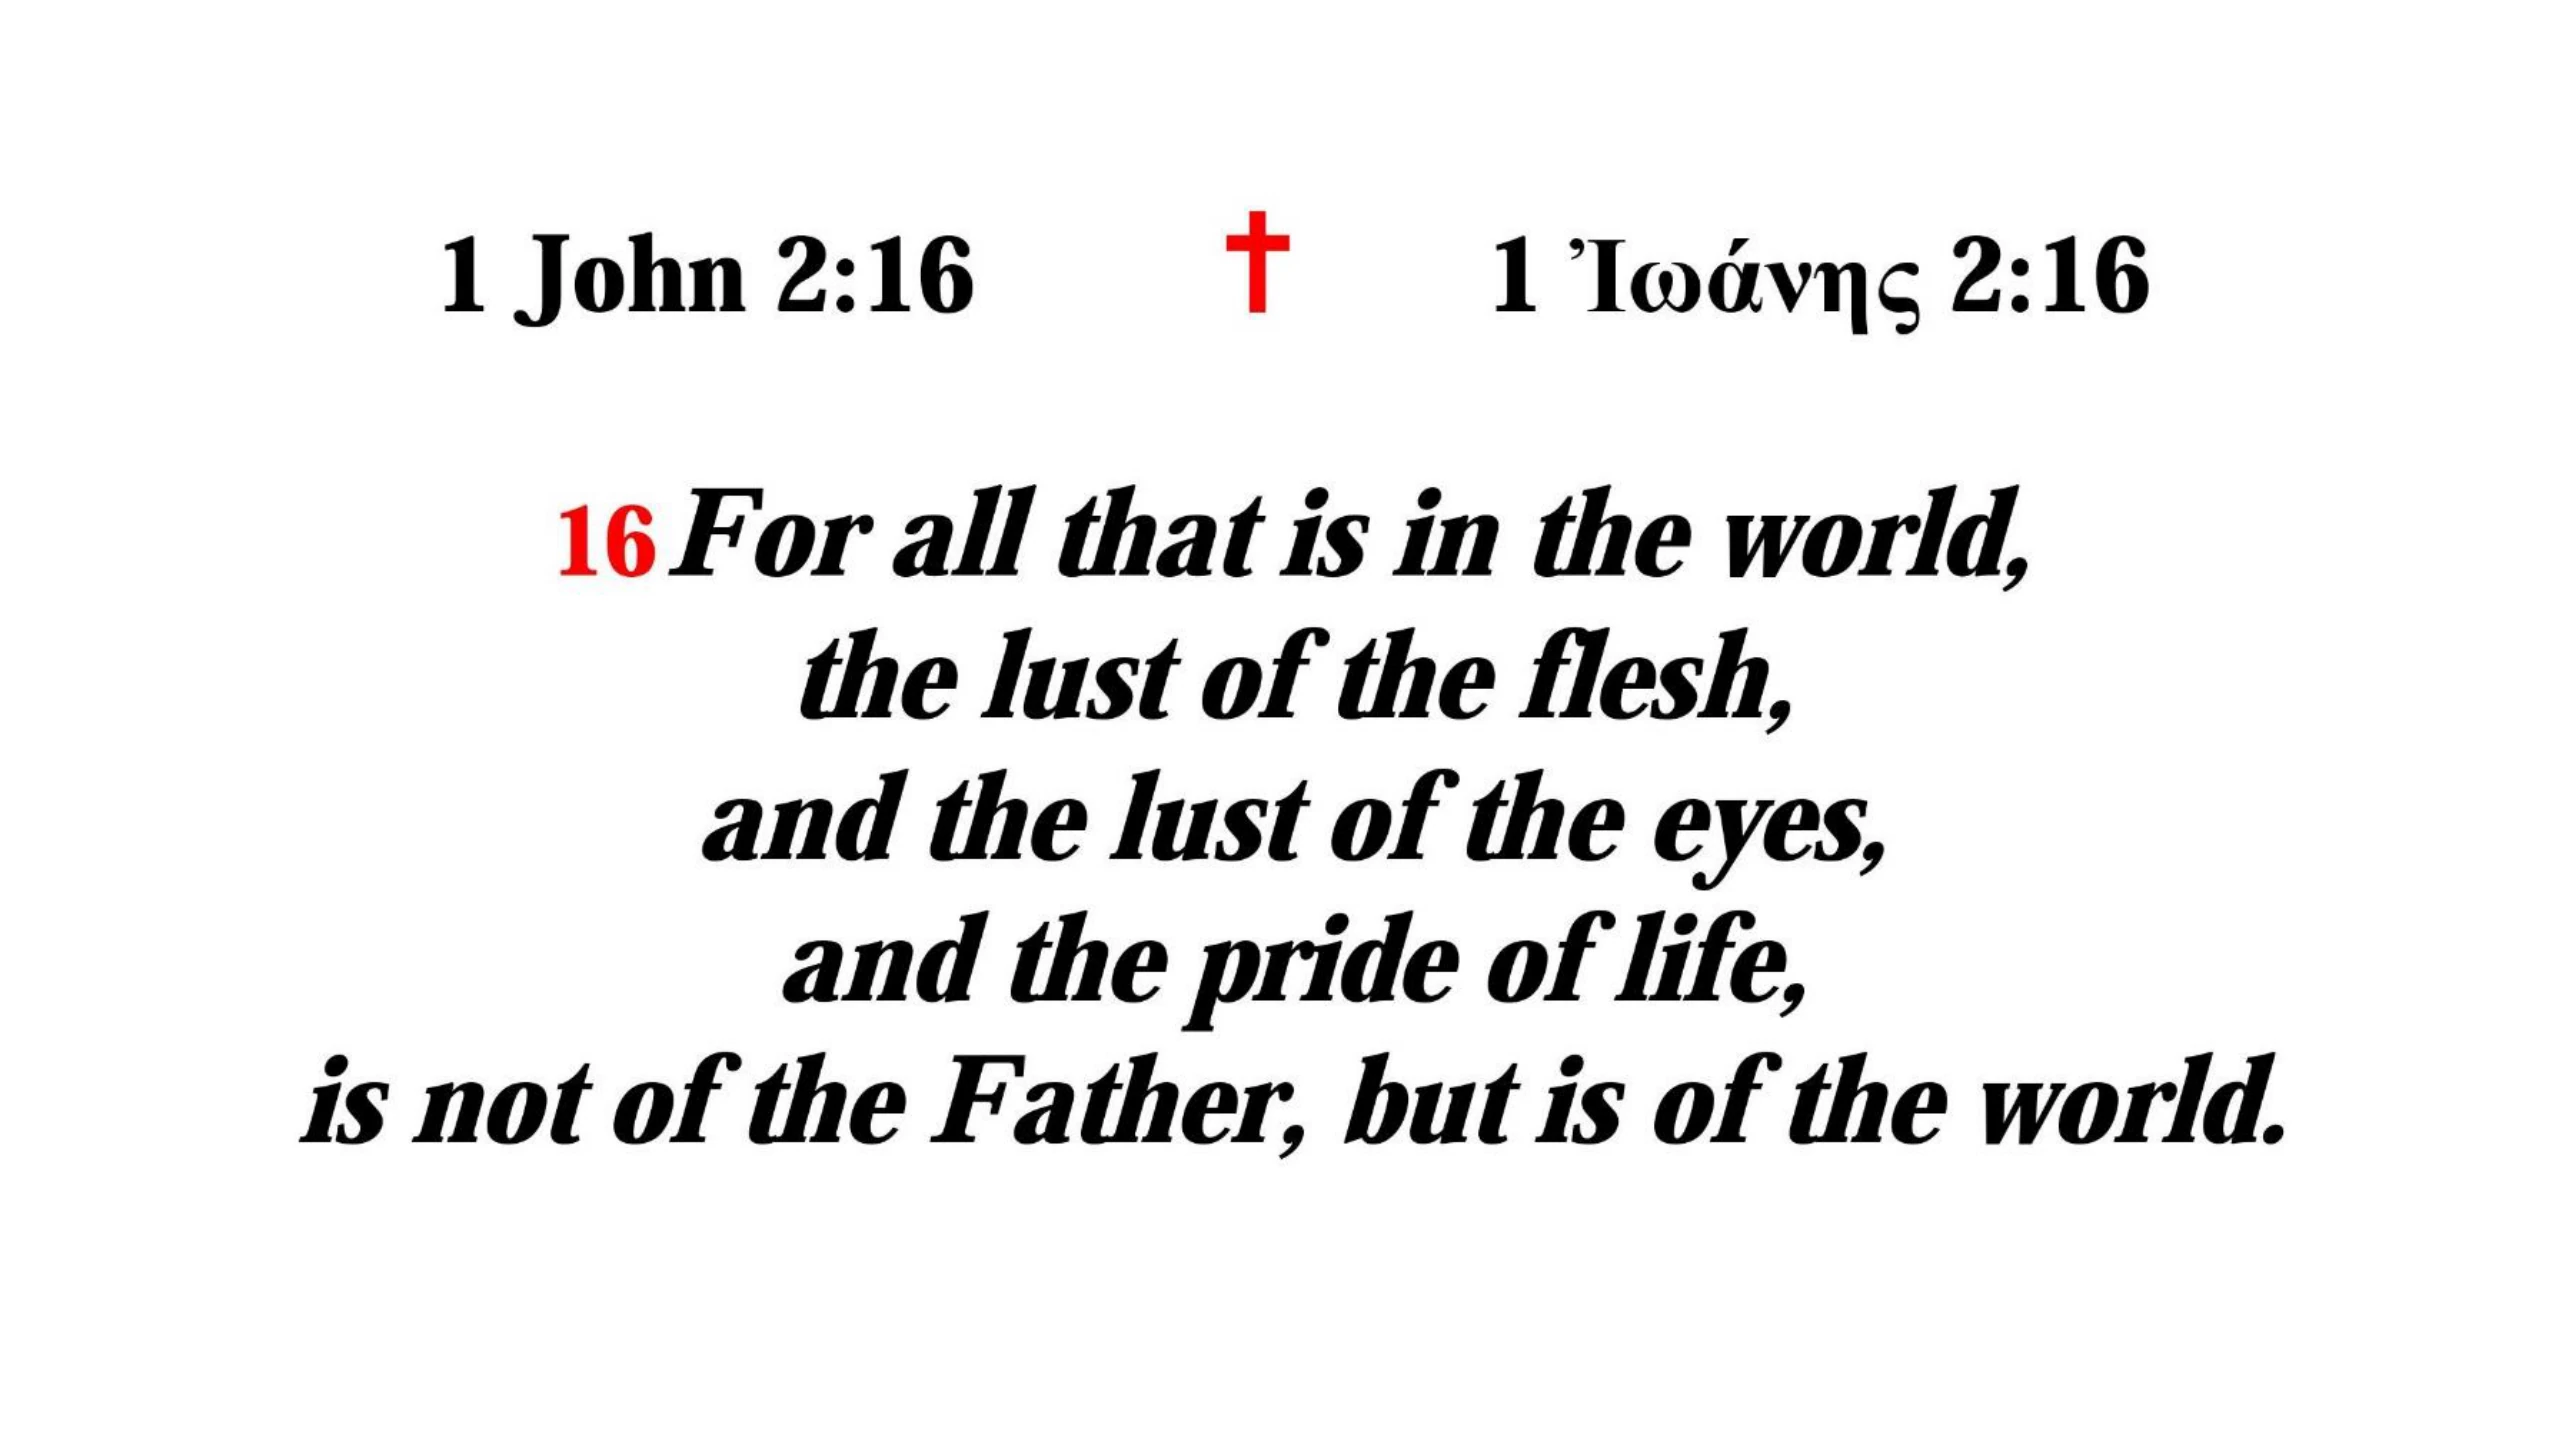 1 John 2:16 ✝ 1 Ἰωάνης 2:16
16 For all that is in the world,
the lust of the flesh,
and the lust of the eyes,
and the pride of life,
is not of the Father, but is of the world.